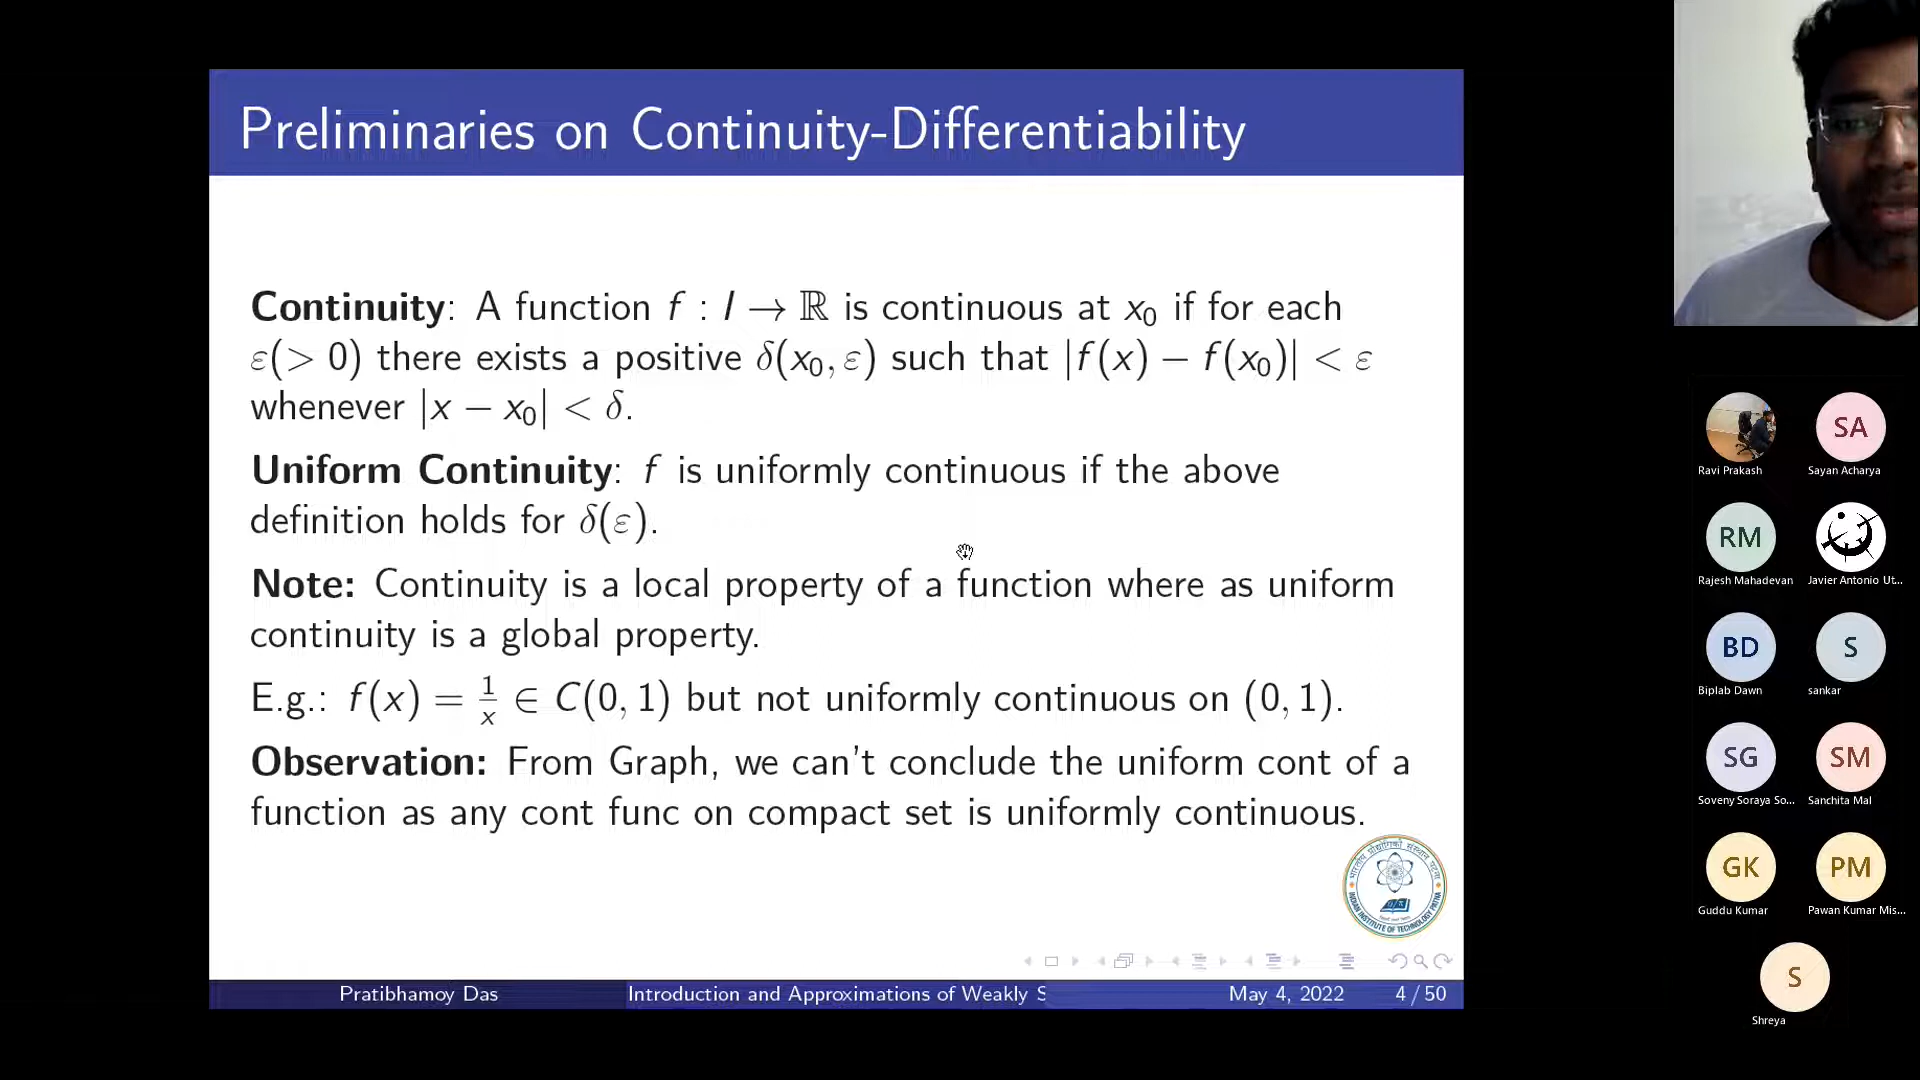 Preliminaries on Continuity-Differentiability
Continuity: A function f : I → ℝ is continuous at x₀ if for each
ε(> 0) there exists a positive δ(x₀, ε) such that |f(x) − f(x₀)| < ε
whenever |x − x₀| < δ.
Uniform Continuity: f is uniformly continuous if the above
definition holds for δ(ε).
Note: Continuity is a local property of a function where as uniform
continuity is a global property.
E.g.: f(x) = 1/x ∈ C(0, 1) but not uniformly continuous on (0, 1).
Observation: From Graph, we can't conclude the uniform cont of a
function as any cont func on compact set is uniformly continuous.
INDIAN INSTITUTE OF TECHNOLOGY PATNA
Pratibhamoy Das
Introduction and Approximations of Weakly S
May 4, 2022
4 / 50
Ravi Prakash
SA
Sayan Acharya
RM
Rajesh Mahadevan
Javier Antonio Ut...
BD
Biplab Dawn
S
sankar
SG
Soveny Soraya So...
SM
Sanchita Mal
GK
Guddu Kumar
PM
Pawan Kumar Mis...
S
Shreya